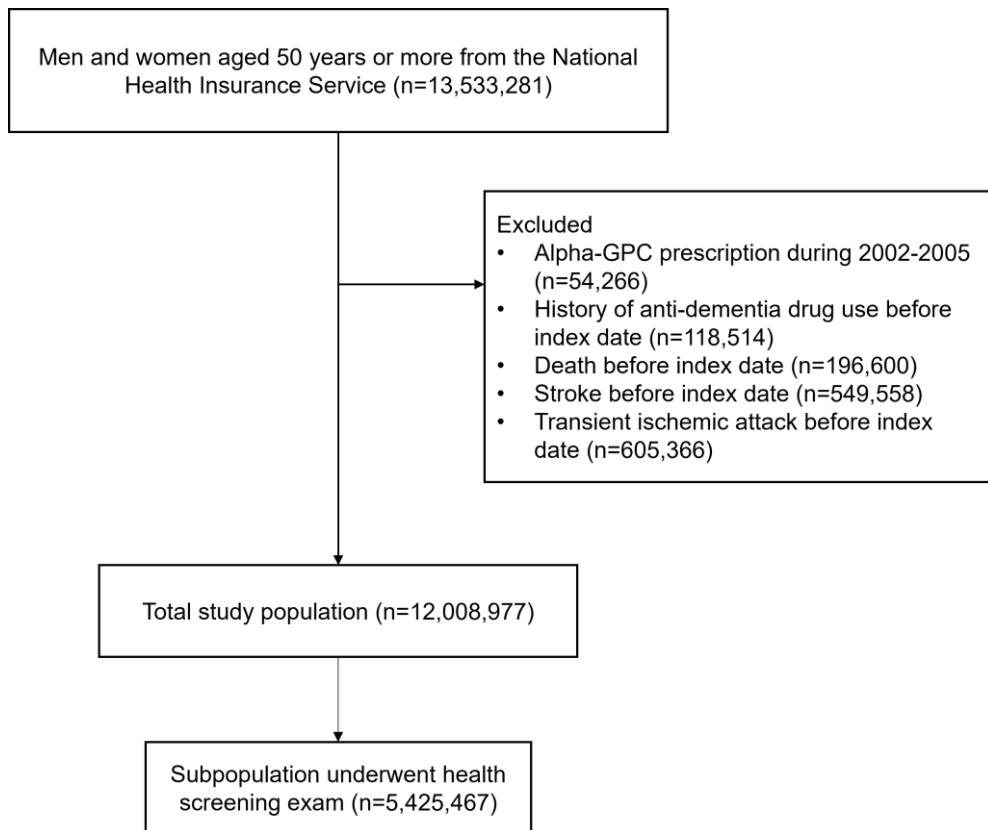 Men and women aged 50 years or more from the National
Health Insurance Service (n=13,533,281)
Excluded
• Alpha-GPC prescription during 2002-2005
(n=54,266)
• History of anti-dementia drug use before
index date (n=118,514)
• Death before index date (n=196,600)
• Stroke before index date (n=549,558)
• Transient ischemic attack before index
date (n=605,366)
Total study population (n=12,008,977)
Subpopulation underwent health
screening exam (n=5,425,467)